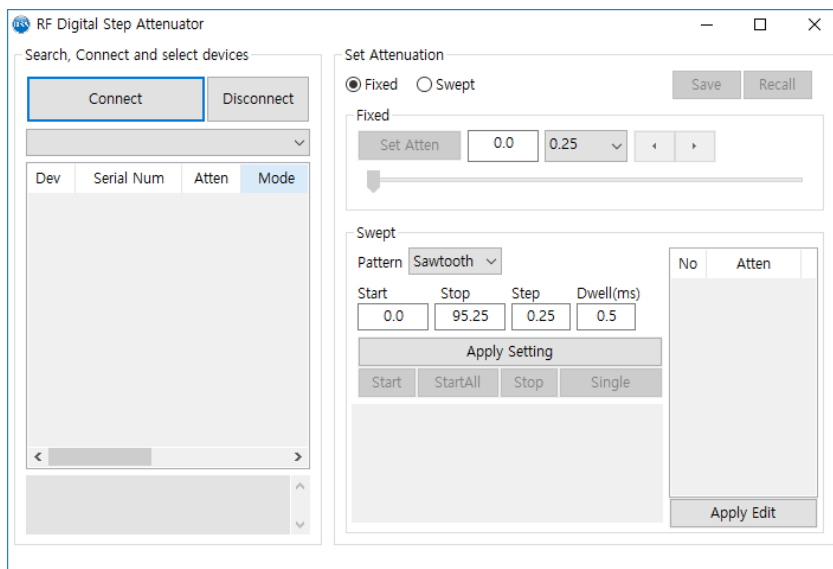 RF Digital Step Attenuator
Search, Connect and select devices
Connect Disconnect
Dev Serial Num Atten Mode
Set Attenuation
Fixed Swept Save Recall
Fixed
Set Atten 0.0 0.25
Swept
Pattern Sawtooth
Start Stop Step Dwell(ms)
0.0 95.25 0.25 0.5
Apply Setting
Start StartAll Stop Single
No Atten
Apply Edit